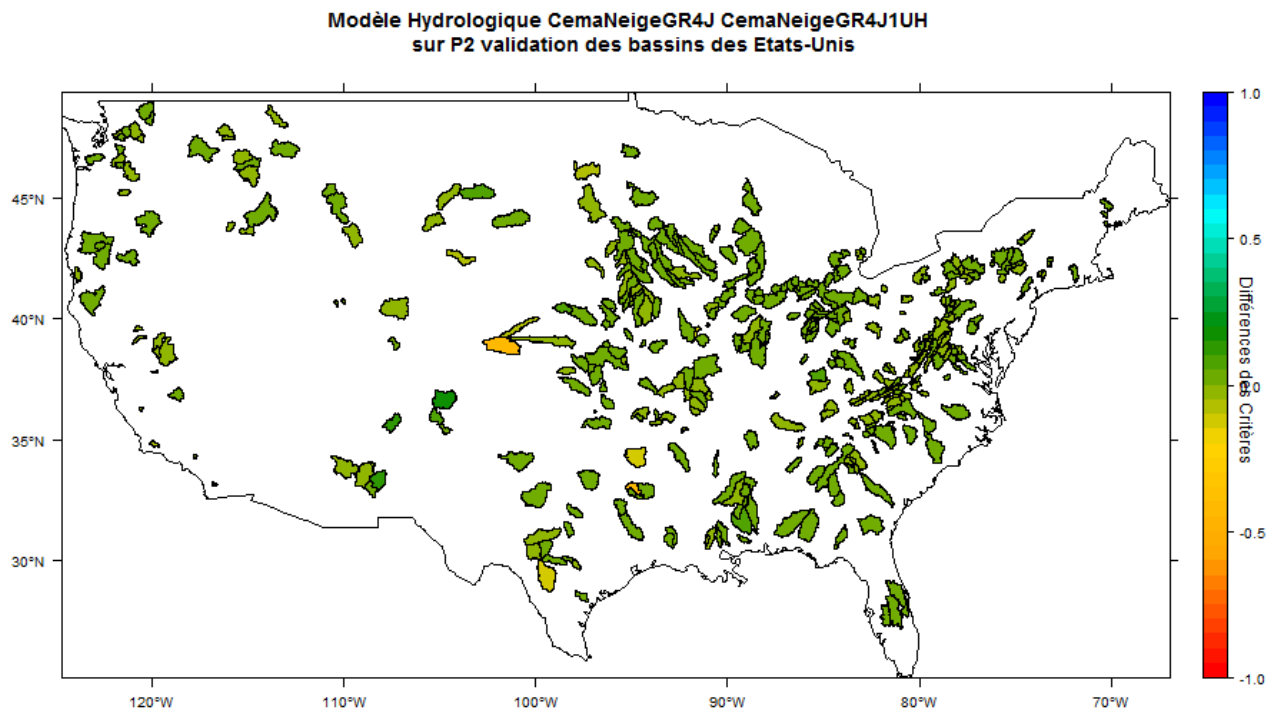 Modèle Hydrologique CemaNeigeGR4J CemaNeigeGR4J1UH
sur P2 validation des bassins des Etats-Unis
1.0
0.5
0.0
-0.5
-1.0
Différences des Critères
45°N
40°N
35°N
30°N
120°W
110°W
100°W
90°W
80°W
70°W